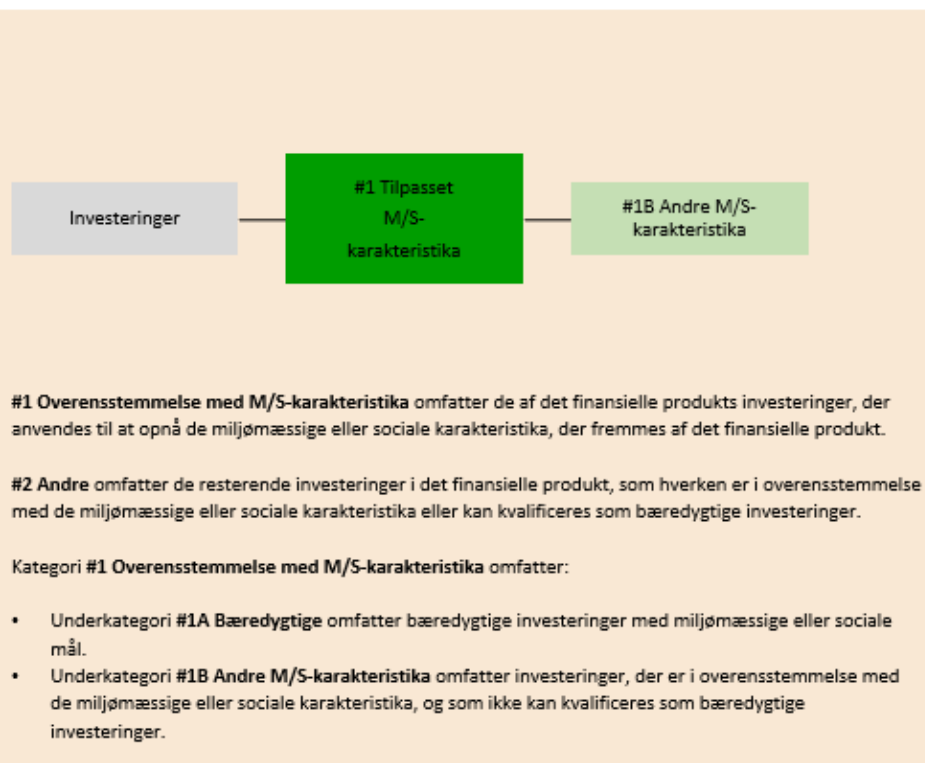 Investeringer
#1 Tilpasset
M/S-
karakteristika
#1B Andre M/S-
karakteristika
#1 Overensstemmelse med M/S-karakteristika omfatter de af det finansielle produkts investeringer, der
anvendes til at opnå de miljømæssige eller sociale karakteristika, der fremmes af det finansielle produkt.
#2 Andre omfatter de resterende investeringer i det finansielle produkt, som hverken er i overensstemmelse
med de miljømæssige eller sociale karakteristika eller kan kvalificeres som bæredygtige investeringer.
Kategori #1 Overensstemmelse med M/S-karakteristika omfatter:
• Underkategori #1A Bæredygtige omfatter bæredygtige investeringer med miljømæssige eller sociale
mål.
• Underkategori #1B Andre M/S-karakteristika omfatter investeringer, der er i overensstemmelse med
de miljømæssige eller sociale karakteristika, og som ikke kan kvalificeres som bæredygtige
investeringer.